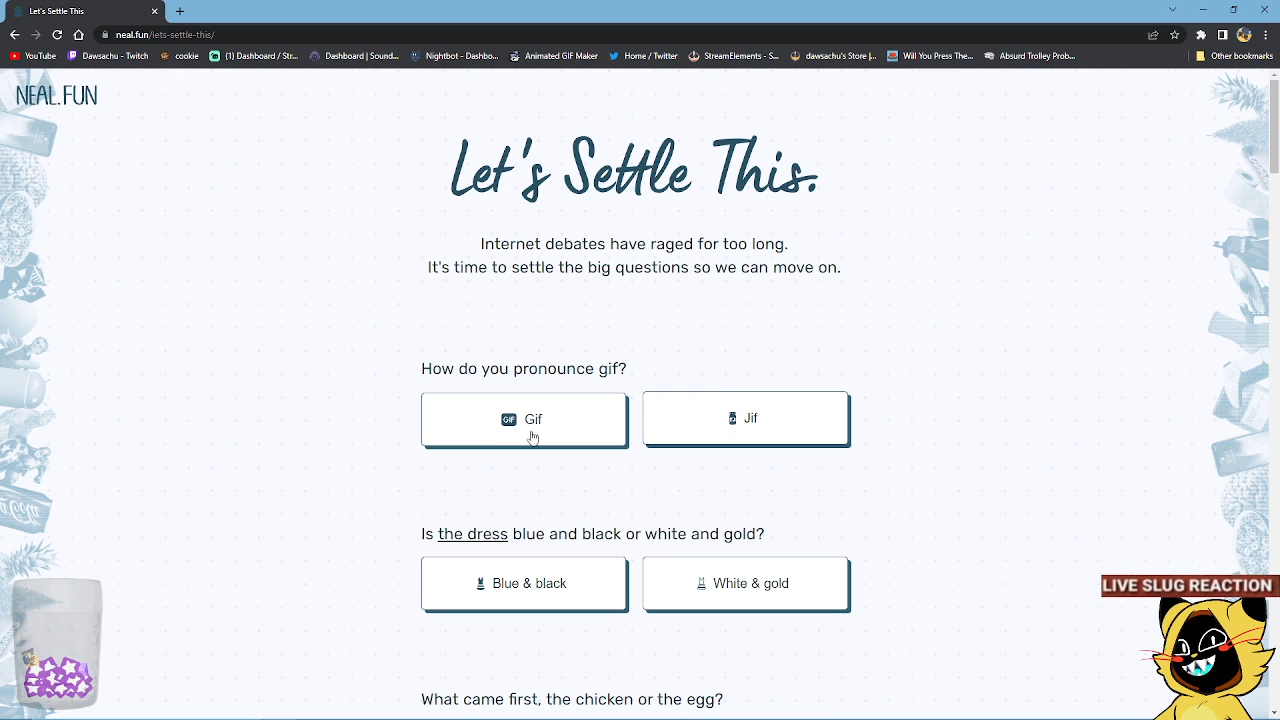 Let's Settle This
neal.fun/lets-settle-this/
YouTube Dawsachu - Twitch cookie (1) Dashboard / Str... Dashboard | Sound... Nightbot - Dashbo... Animated GIF Maker Home / Twitter StreamElements - S... dawsachu's Store |... Will You Press The... Absurd Trolley Prob... Other bookmarks
NEAL.FUN
Let's Settle This.
Internet debates have raged for too long.
It's time to settle the big questions so we can move on.
How do you pronounce gif?
GIF Gif Jif
Is the dress blue and black or white and gold?
Blue & black White & gold
LIVE SLUG REACTION
What came first, the chicken or the egg?